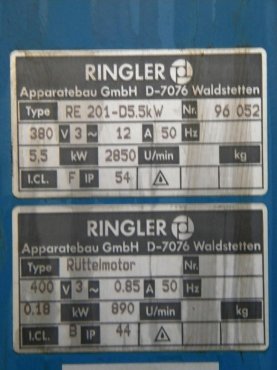 RINGLER
Apparatebau GmbH D-7076 Waldstetten
Type RE 201-D5.5kW Nr. 96 052
380 V 3 ~ 12 A 50 Hz
5,5 kW 2850 U/min kg
I.CL. F IP 54
RINGLER
Apparatebau GmbH D-7076 Waldstetten
Type Rüttelmotor Nr.
400 V 3 ~ 0.85 A 50 Hz
0.18 kW 890 U/min kg
I.CL. B IP 44